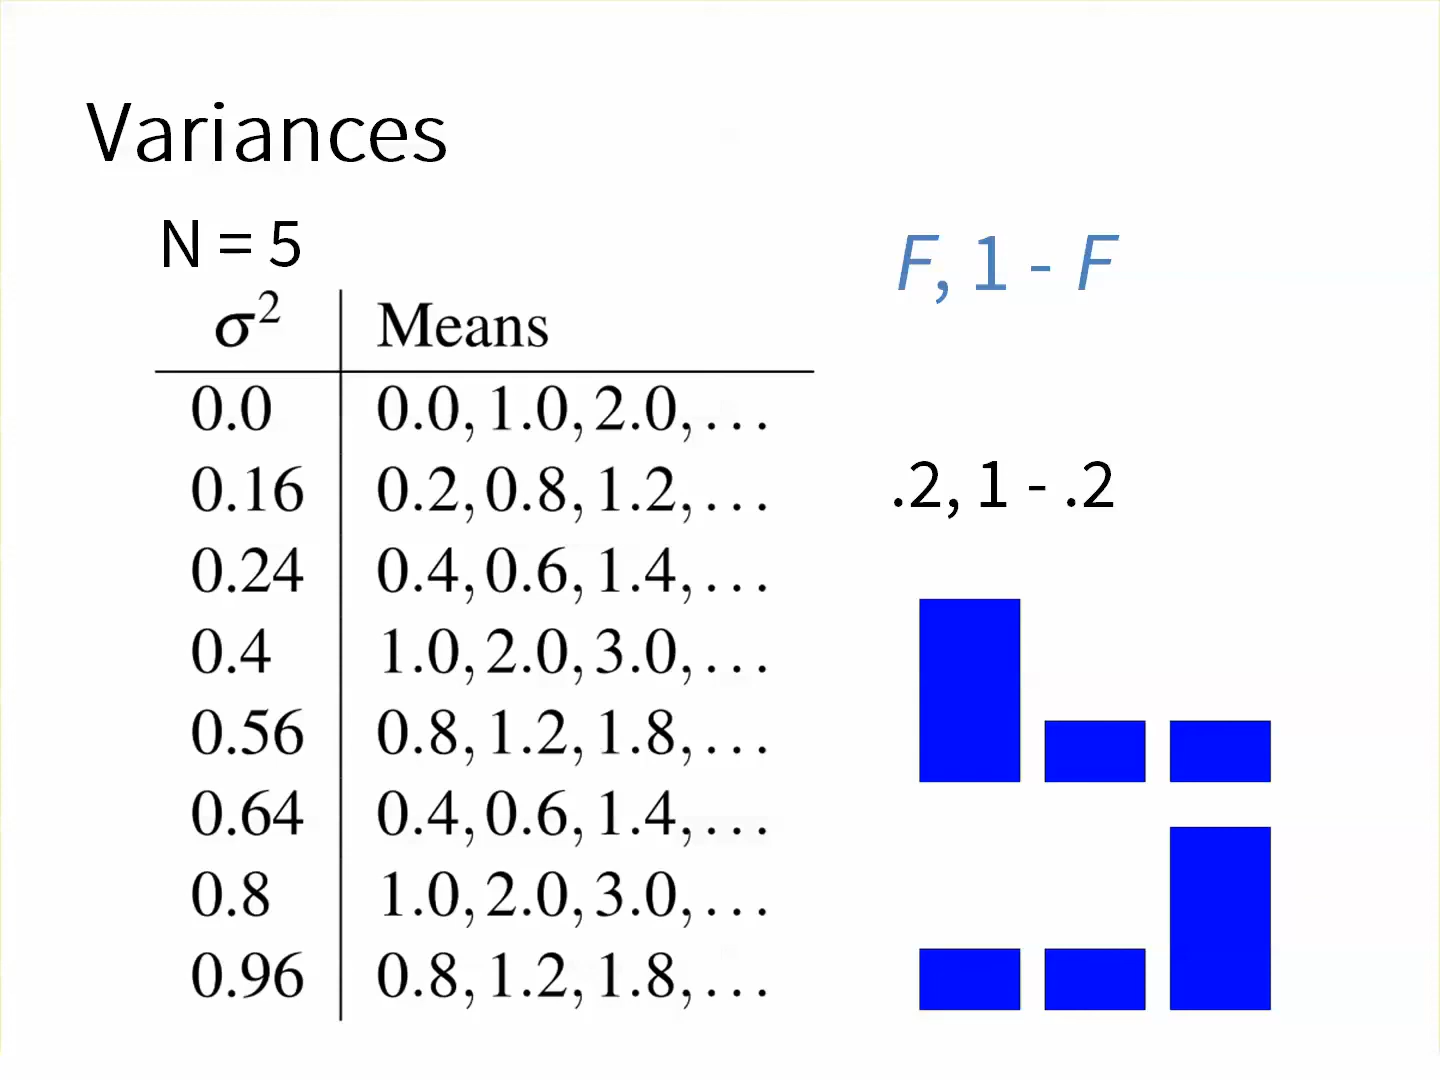 Variances
N = 5
σ² Means
0.0 0.0, 1.0, 2.0, ...
0.16 0.2, 0.8, 1.2, ...
0.24 0.4, 0.6, 1.4, ...
0.4 1.0, 2.0, 3.0, ...
0.56 0.8, 1.2, 1.8, ...
0.64 0.4, 0.6, 1.4, ...
0.8 1.0, 2.0, 3.0, ...
0.96 0.8, 1.2, 1.8, ...
F, 1 - F
.2, 1 - .2